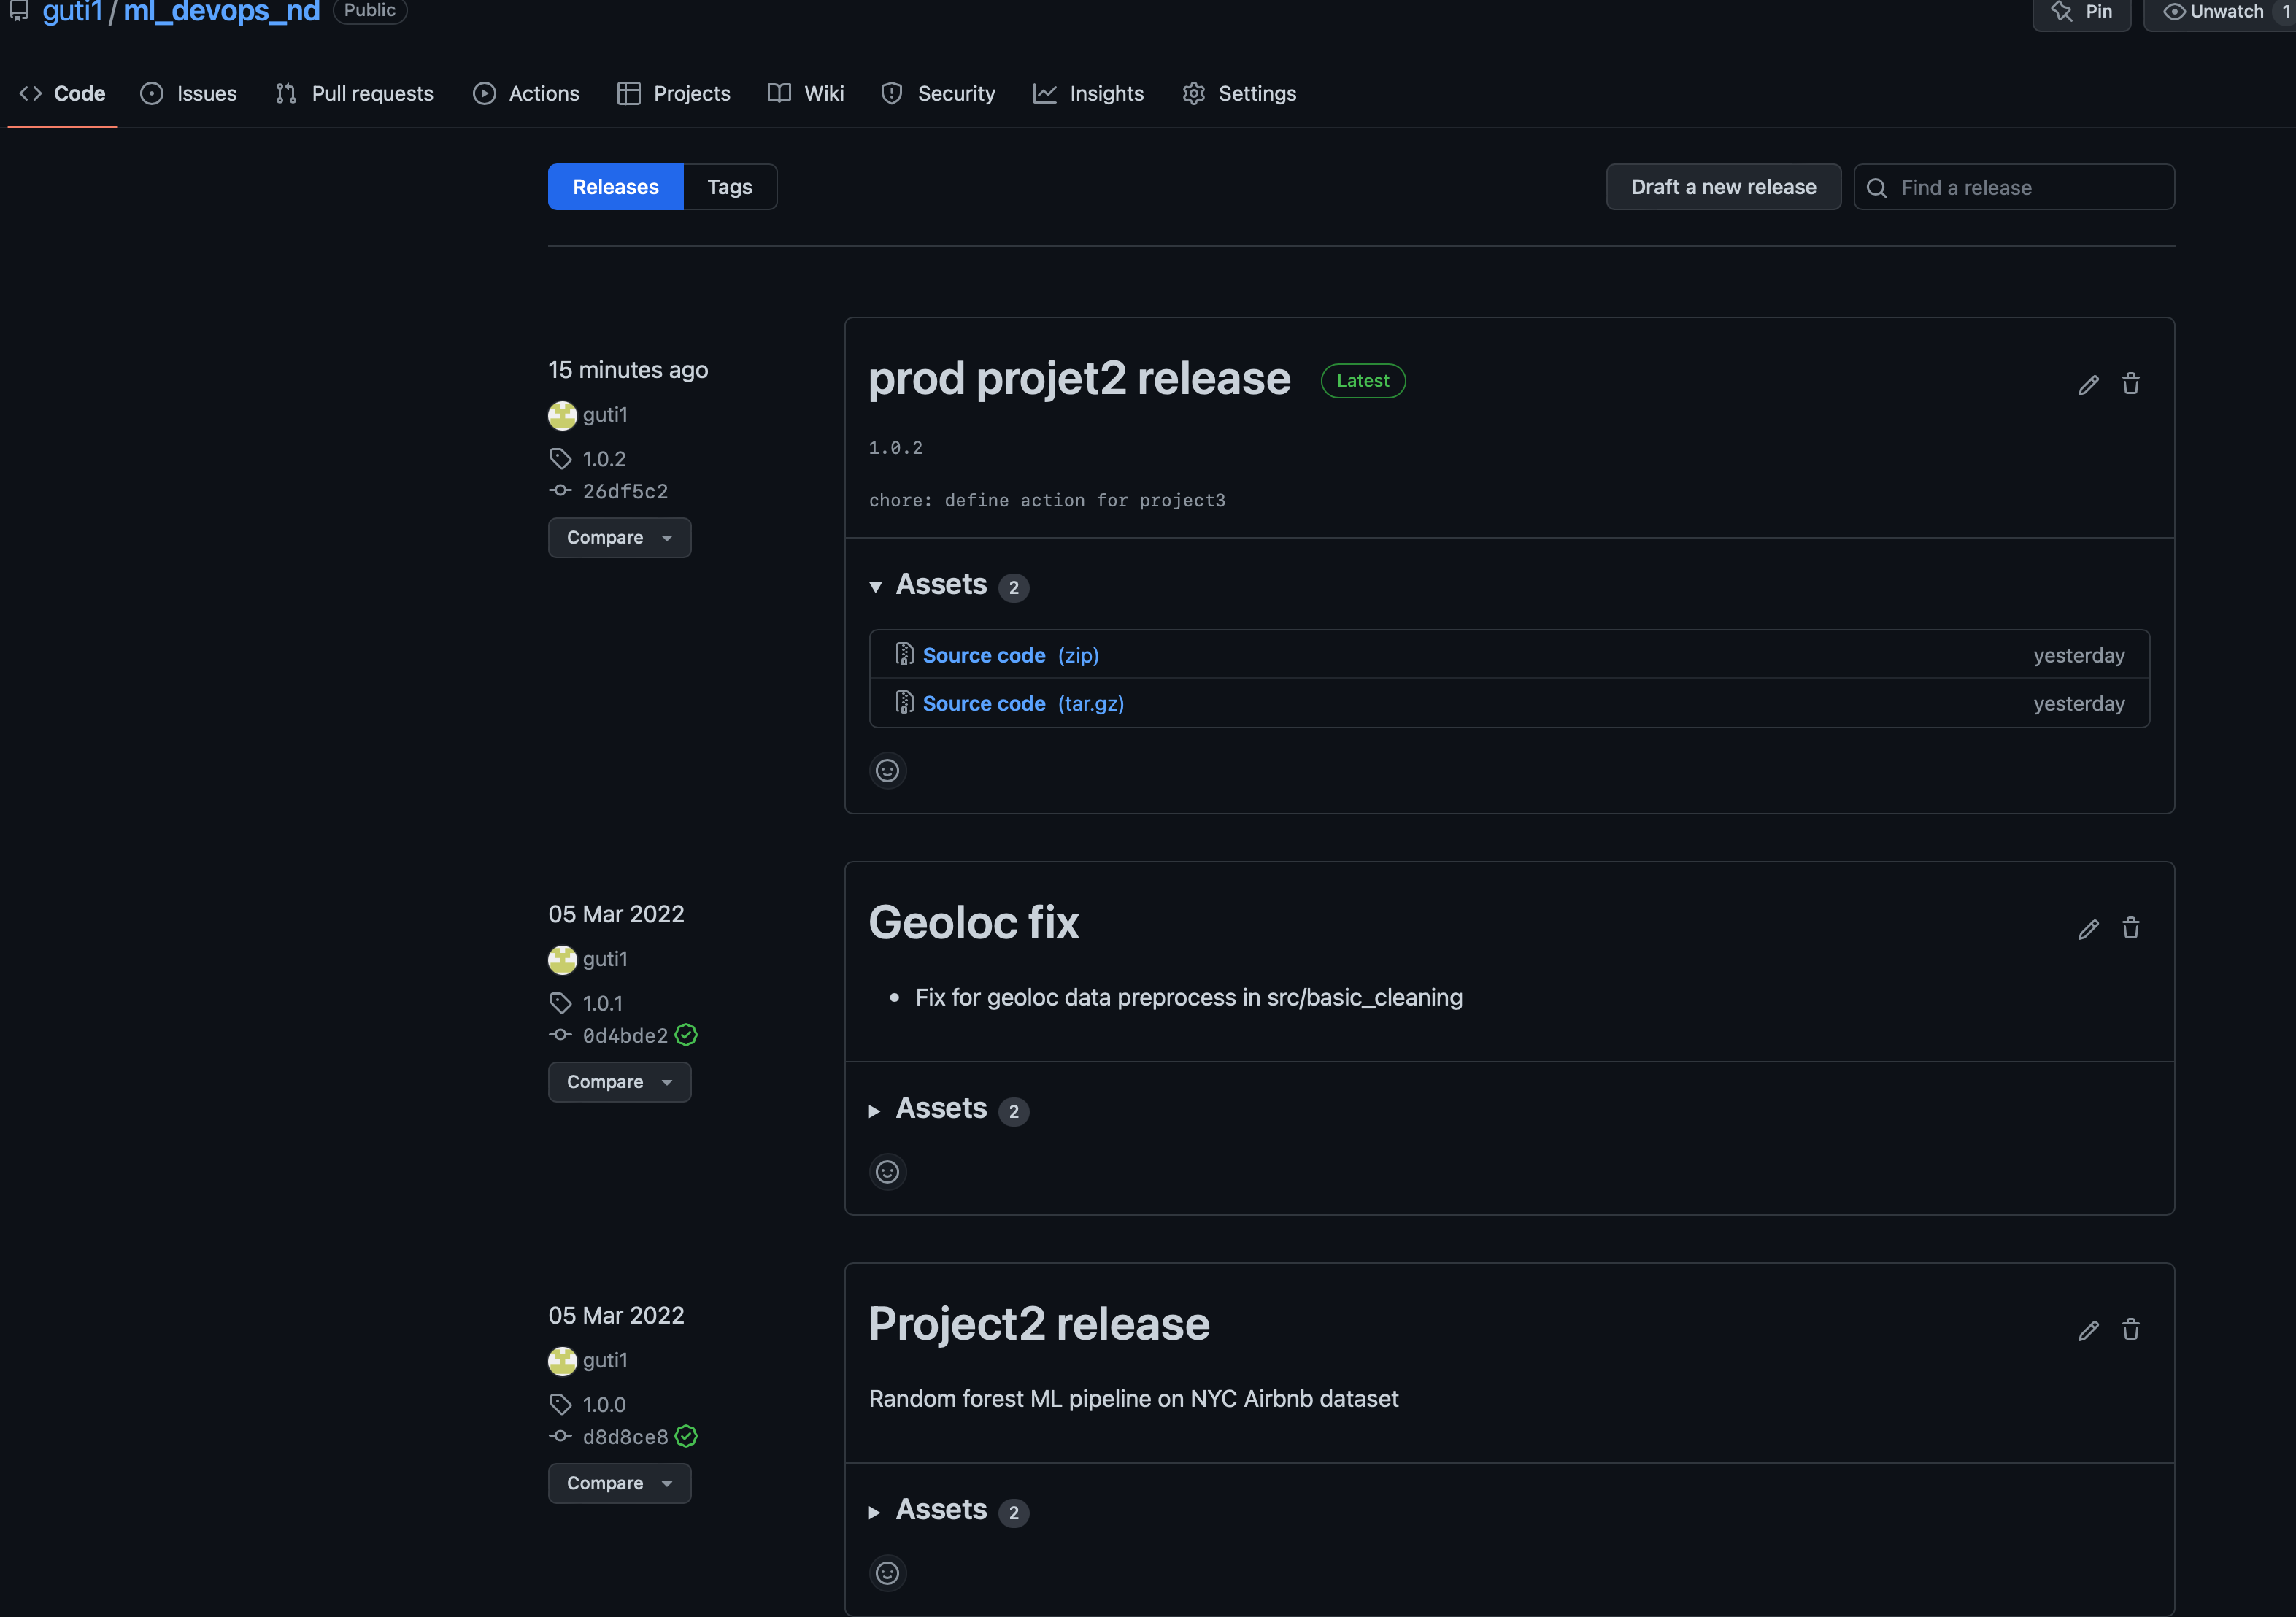 guti1 / ml_devops_nd Public
Pin Unwatch 1
Code Issues Pull requests Actions Projects Wiki Security Insights Settings
Releases Tags
Draft a new release Find a release
15 minutes ago
guti1
1.0.2
26df5c2
Compare
prod projet2 release Latest
1.0.2
chore: define action for project3
Assets 2
Source code (zip) yesterday
Source code (tar.gz) yesterday
05 Mar 2022
guti1
1.0.1
0d4bde2
Compare
Geoloc fix
Fix for geoloc data preprocess in src/basic_cleaning
Assets 2
05 Mar 2022
guti1
1.0.0
d8d8ce8
Compare
Project2 release
Random forest ML pipeline on NYC Airbnb dataset
Assets 2